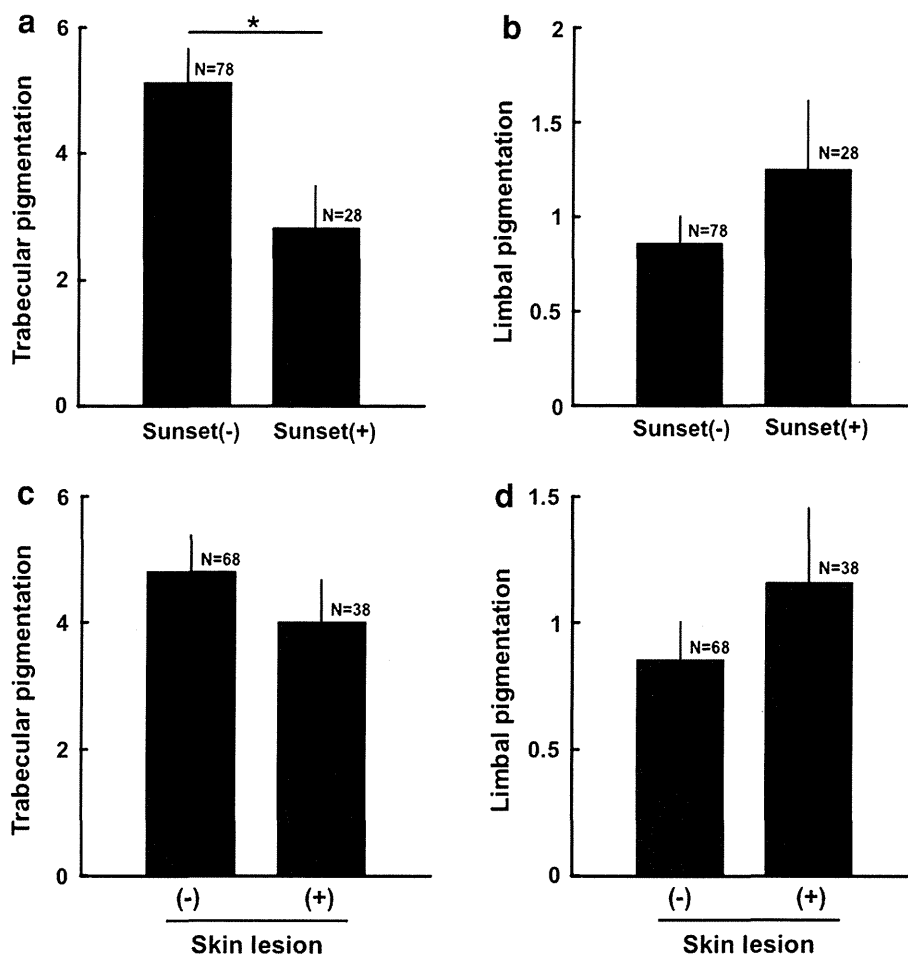 a
6
4
2
0
Trabecular pigmentation
*
N=78
N=28
Sunset(-)
Sunset(+)
b
2
1.5
1
0.5
0
Limbal pigmentation
N=78
N=28
Sunset(-)
Sunset(+)
c
6
4
2
0
Trabecular pigmentation
N=68
N=38
(-)
(+)
Skin lesion
d
1.5
1
0.5
0
Limbal pigmentation
N=68
N=38
(-)
(+)
Skin lesion